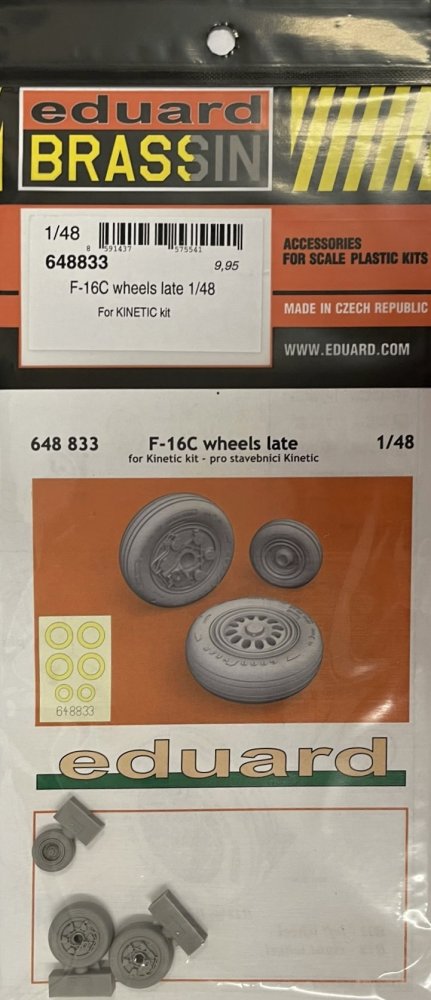 eduard
BRASSIN
1/48
8 591437 575541
648833
9,95
F-16C wheels late 1/48
For KINETIC kit
ACCESSORIES
FOR SCALE PLASTIC KITS
MADE IN CZECH REPUBLIC
WWW.EDUARD.COM
648 833 F-16C wheels late 1/48
for Kinetic kit - pro stavebnici Kinetic
648833
eduard